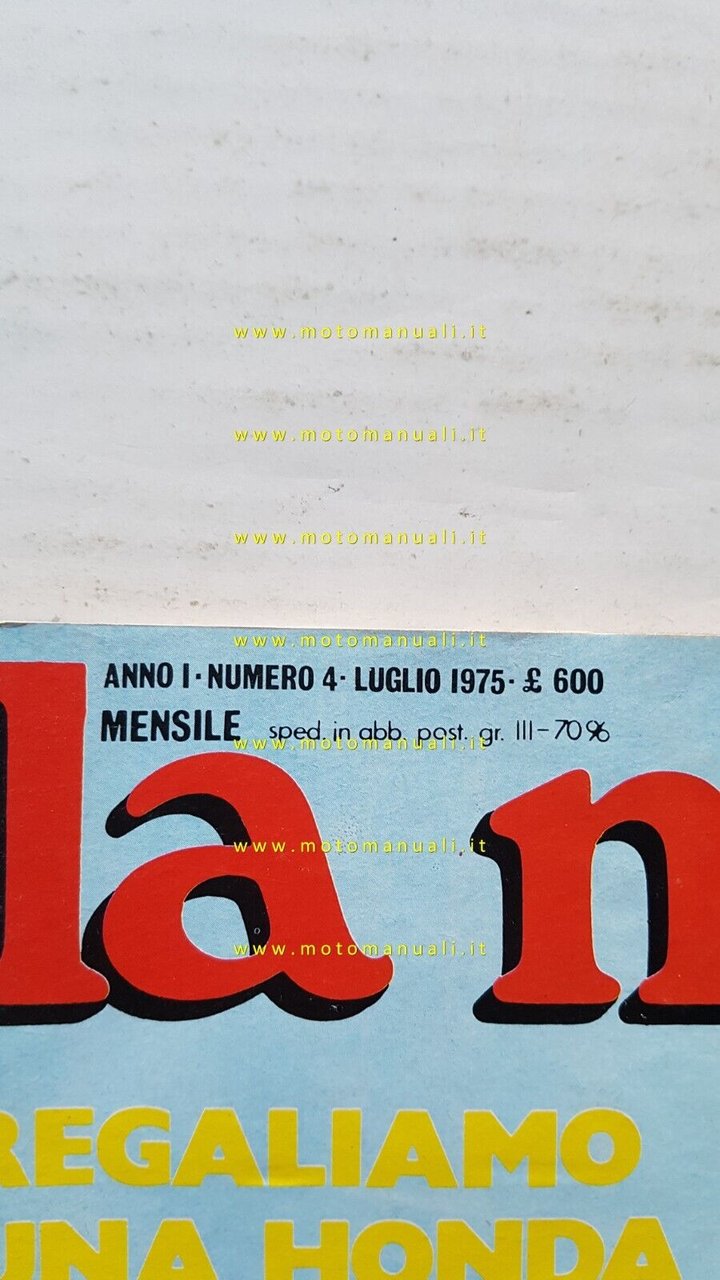 www.motomanuali.it
www.motomanuali.it
www.motomanuali.it
www.motomanuali.it
ANNO I · NUMERO 4 · LUGLIO 1975 · £ 600
MENSILE sped. in abb. post. gr. III - 70%
www.motomanuali.it
la n
www.motomanuali.it
www.motomanuali.it
REGALIAMO
UNA HONDA